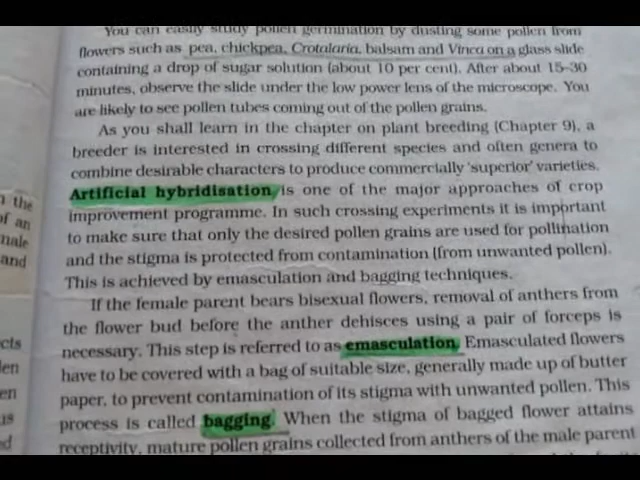 You can easily study pollen germination by dusting some pollen from
flowers such as pea, chickpea, Crotalaria, balsam and Vinca on a glass slide
containing a drop of sugar solution (about 10 per cent). After about 15–30
minutes, observe the slide under the low power lens of the microscope. You
are likely to see pollen tubes coming out of the pollen grains.
As you shall learn in the chapter on plant breeding (Chapter 9), a
breeder is interested in crossing different species and often genera to
combine desirable characters to produce commercially 'superior' varieties.
Artificial hybridisation is one of the major approaches of crop
improvement programme. In such crossing experiments it is important
to make sure that only the desired pollen grains are used for pollination
and the stigma is protected from contamination (from unwanted pollen).
This is achieved by emasculation and bagging techniques.
If the female parent bears bisexual flowers, removal of anthers from
the flower bud before the anther dehisces using a pair of forceps is
necessary. This step is referred to as emasculation. Emasculated flowers
have to be covered with a bag of suitable size, generally made up of butter
paper, to prevent contamination of its stigma with unwanted pollen. This
process is called bagging. When the stigma of bagged flower attains
receptivity, mature pollen grains collected from anthers of the male parent
the
of an
and